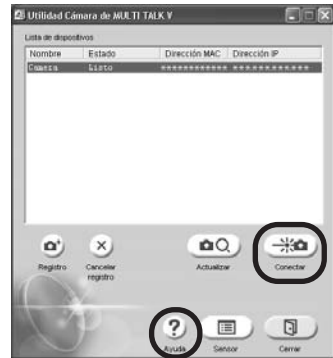 Utilidad Cámara de MULTI TALK V
Lista de dispositivos
Nombre Estado Dirección MAC Dirección IP
Camera Listo ************ ***.***.***.***
Registro Cancelar registro Actualizar Conectar
Ayuda Sensor Cerrar